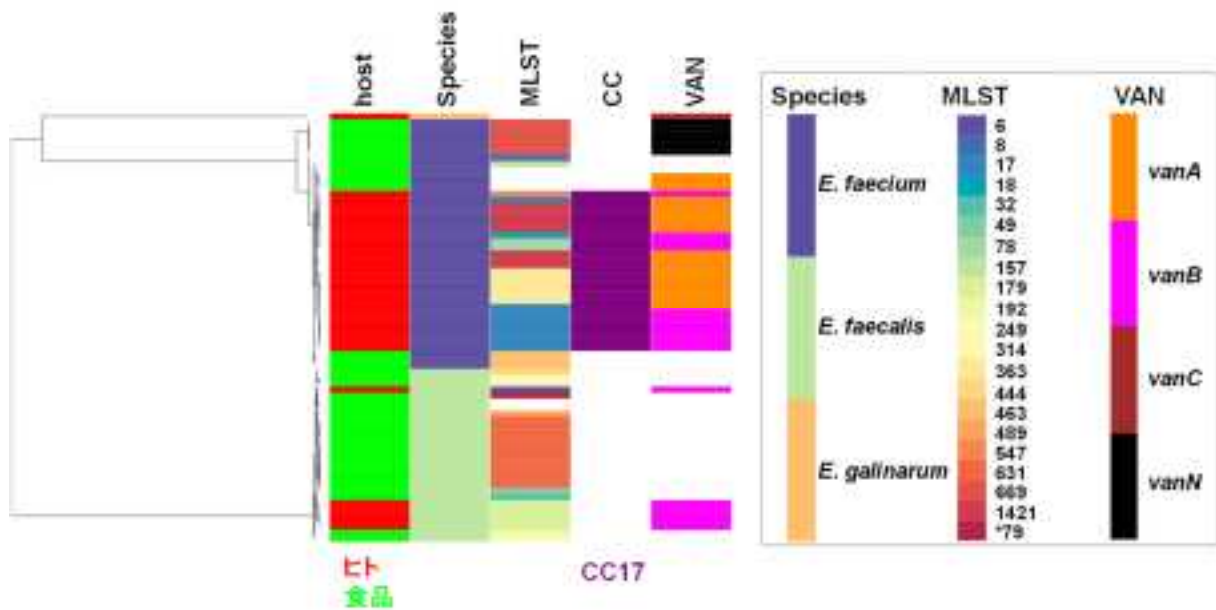 host
Species
MLST
CC
VAN
Species
MLST
VAN
E. faecium
E. faecalis
E. galinarum
6
8
17
18
32
49
78
157
179
192
249
314
363
444
463
489
547
631
669
1421
*79
vanA
vanB
vanC
vanN
ヒト
食品
CC17